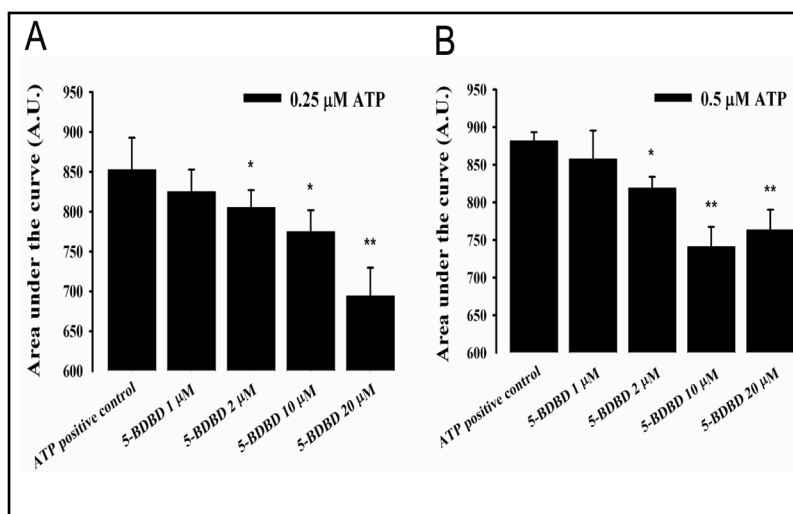 A
Area under the curve (A.U.)
950
900
850
800
750
700
650
600
0.25 µM ATP
*
*
**
ATP positive control
5-BDBD 1 µM
5-BDBD 2 µM
5-BDBD 10 µM
5-BDBD 20 µM
B
Area under the curve (A.U.)
950
900
850
800
750
700
650
600
0.5 µM ATP
*
**
**
ATP positive control
5-BDBD 1 µM
5-BDBD 2 µM
5-BDBD 10 µM
5-BDBD 20 µM